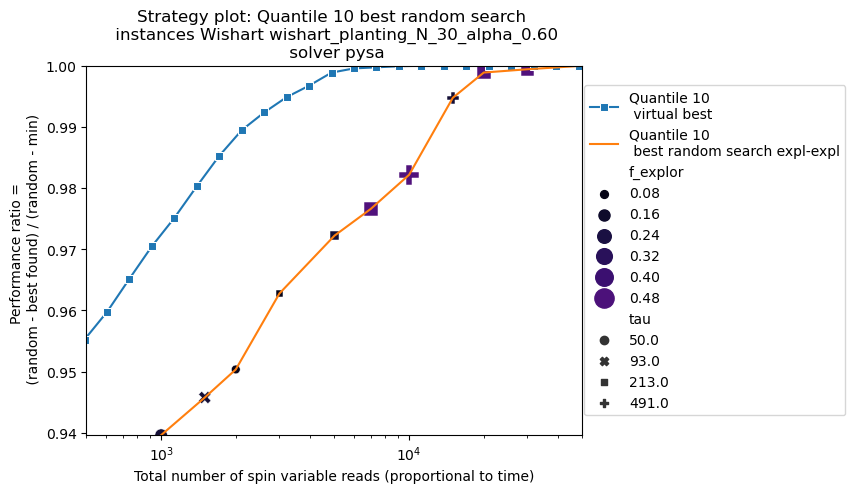 Strategy plot: Quantile 10 best random search
instances Wishart wishart_planting_N_30_alpha_0.60
solver pysa
Performance ratio =
(random - best found) / (random - min)
1.00
0.99
0.98
0.97
0.96
0.95
0.94
10^3
10^4
Total number of spin variable reads (proportional to time)
Quantile 10
virtual best
Quantile 10
best random search expl-expl
f_explor
0.08
0.16
0.24
0.32
0.40
0.48
tau
50.0
93.0
213.0
491.0